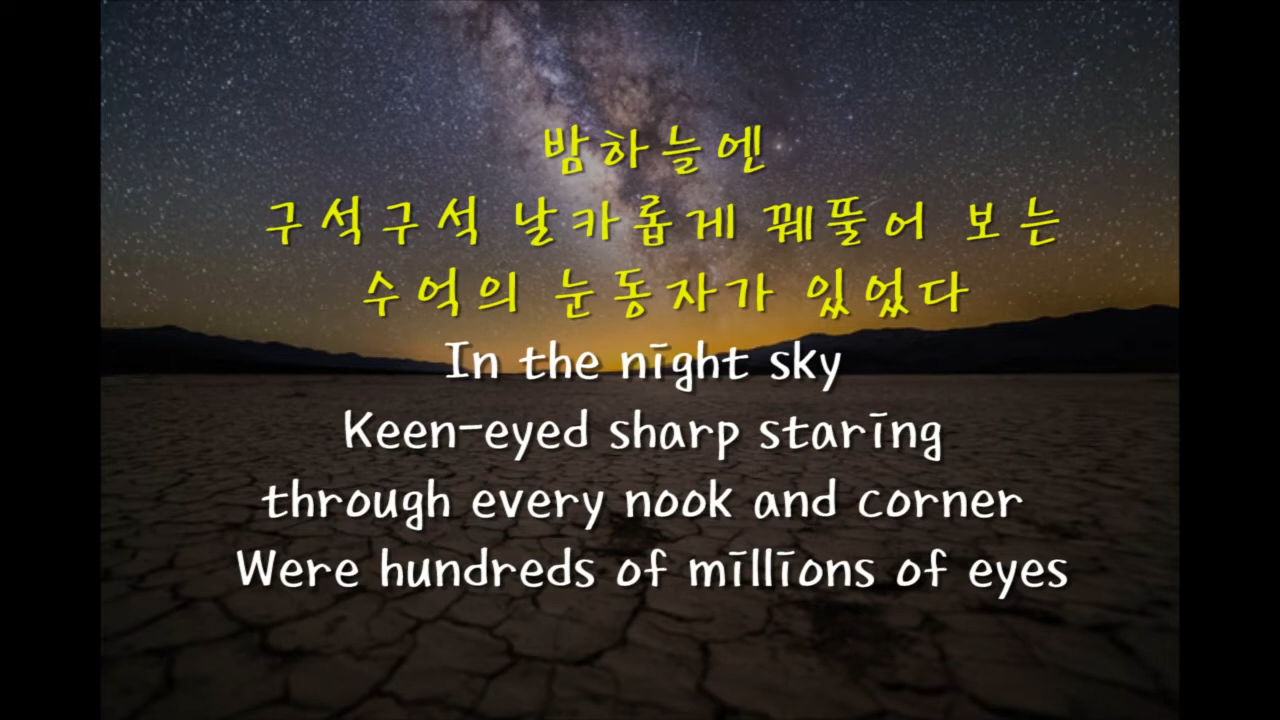 밤하늘엔
구석구석 날카롭게 꿰뚫어 보는
수억의 눈동자가 있었다
In the night sky
Keen-eyed sharp staring
through every nook and corner
Were hundreds of millions of eyes